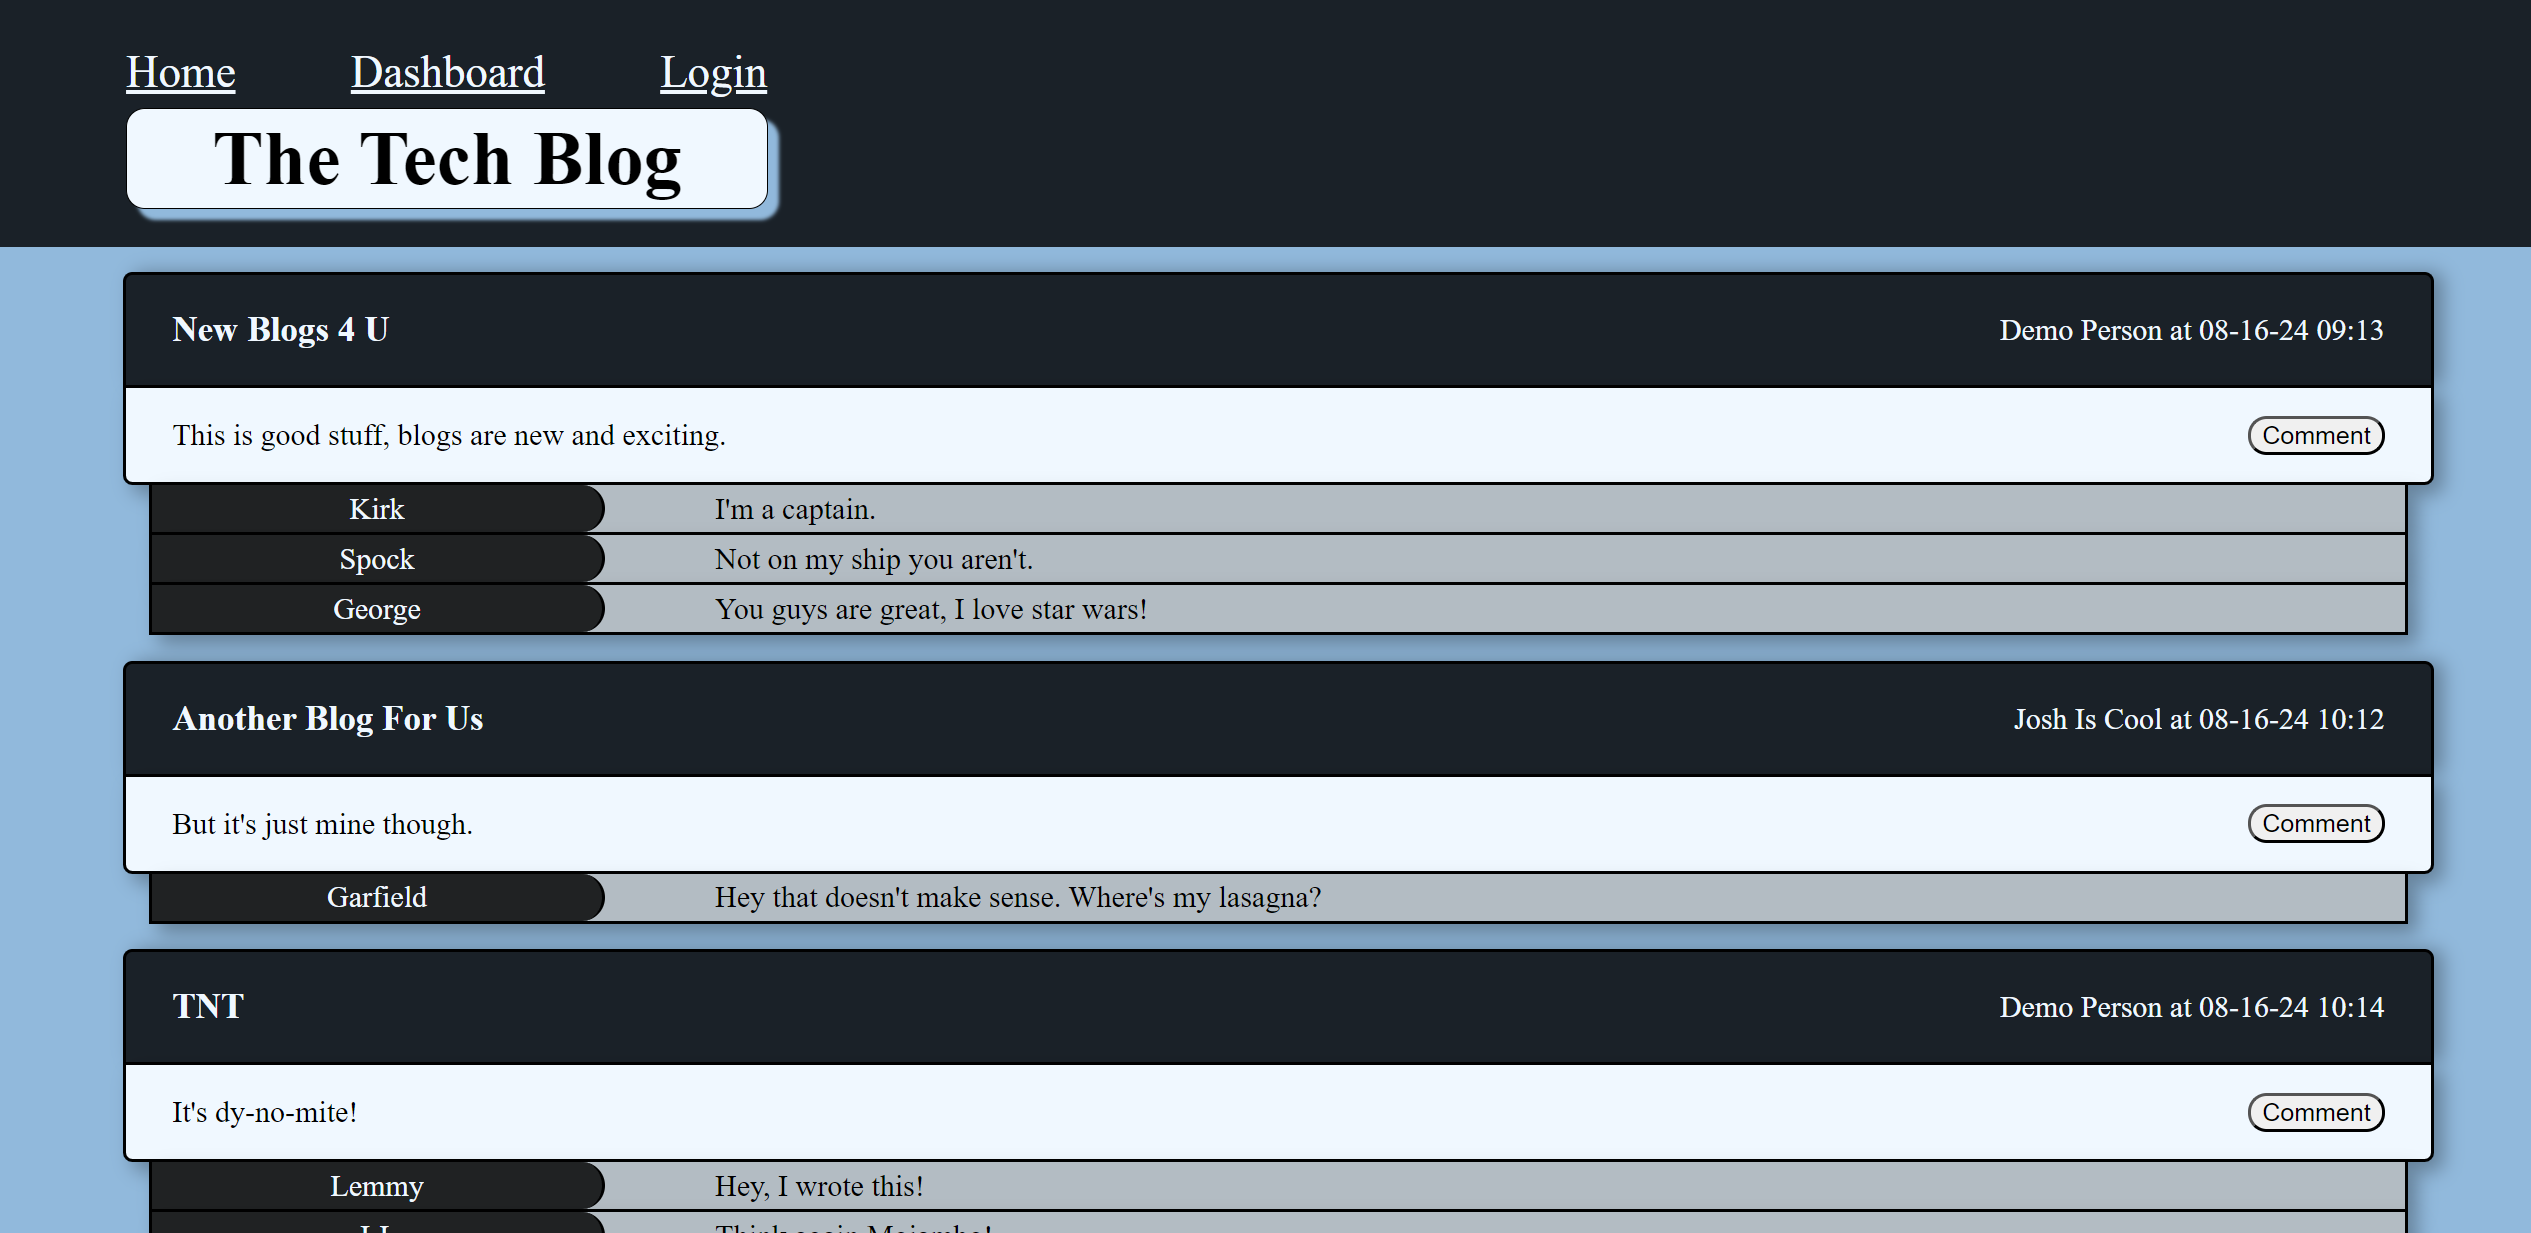 Home Dashboard Login
The Tech Blog
New Blogs 4 U Demo Person at 08-16-24 09:13
This is good stuff, blogs are new and exciting. Comment
Kirk I'm a captain.
Spock Not on my ship you aren't.
George You guys are great, I love star wars!
Another Blog For Us Josh Is Cool at 08-16-24 10:12
But it's just mine though. Comment
Garfield Hey that doesn't make sense. Where's my lasagna?
TNT Demo Person at 08-16-24 10:14
It's dy-no-mite! Comment
Lemmy Hey, I wrote this!
Think again